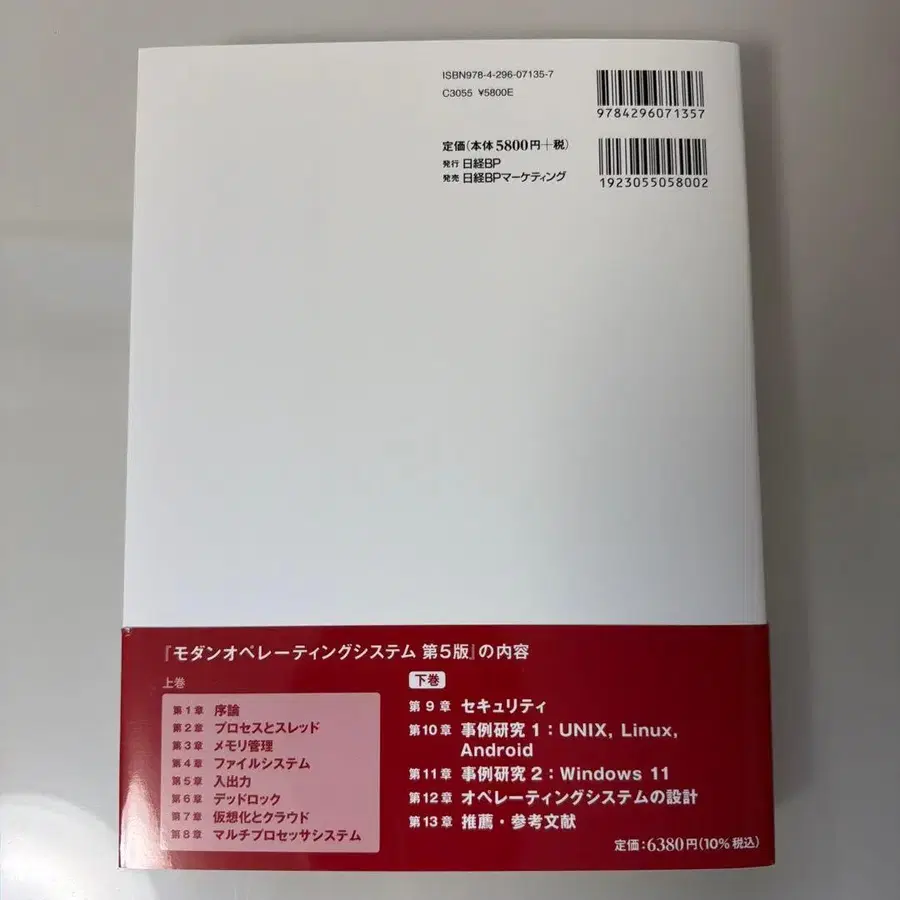 ISBN978-4-296-07135-7
C3055 ¥5800E
9784296071357
定価(本体5800円+税)
発行 日経BP
発売 日経BPマーケティング
1923055058002
『モダンオペレーティングシステム 第5版』の内容
上巻
第1章 序論
第2章 プロセスとスレッド
第3章 メモリ管理
第4章 ファイルシステム
第5章 入出力
第6章 デッドロック
第7章 仮想化とクラウド
第8章 マルチプロセッサシステム
下巻
第9章 セキュリティ
第10章 事例研究1:UNIX, Linux,
Android
第11章 事例研究2:Windows 11
第12章 オペレーティングシステムの設計
第13章 推薦・参考文献
定価:6380円(10%税込)